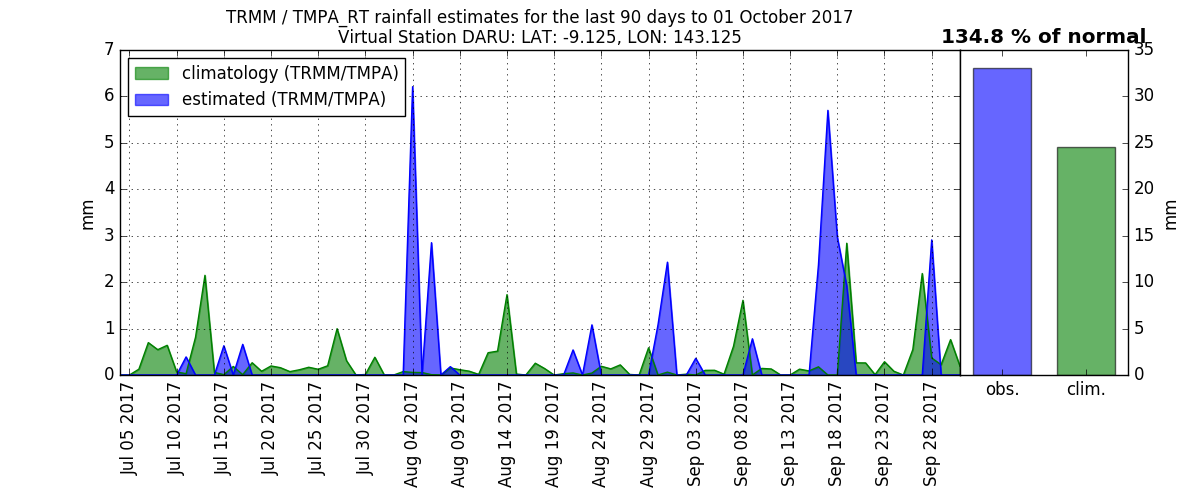 TRMM / TMPA_RT rainfall estimates for the last 90 days to 01 October 2017
Virtual Station DARU: LAT: -9.125, LON: 143.125
134.8 % of normal
climatology (TRMM/TMPA)
estimated (TRMM/TMPA)
7
6
5
4
3
2
1
0
mm
Jul 05 2017
Jul 10 2017
Jul 15 2017
Jul 20 2017
Jul 25 2017
Jul 30 2017
Aug 04 2017
Aug 09 2017
Aug 14 2017
Aug 19 2017
Aug 24 2017
Aug 29 2017
Sep 03 2017
Sep 08 2017
Sep 13 2017
Sep 18 2017
Sep 23 2017
Sep 28 2017
obs.
clim.
35
30
25
20
15
10
5
0
mm